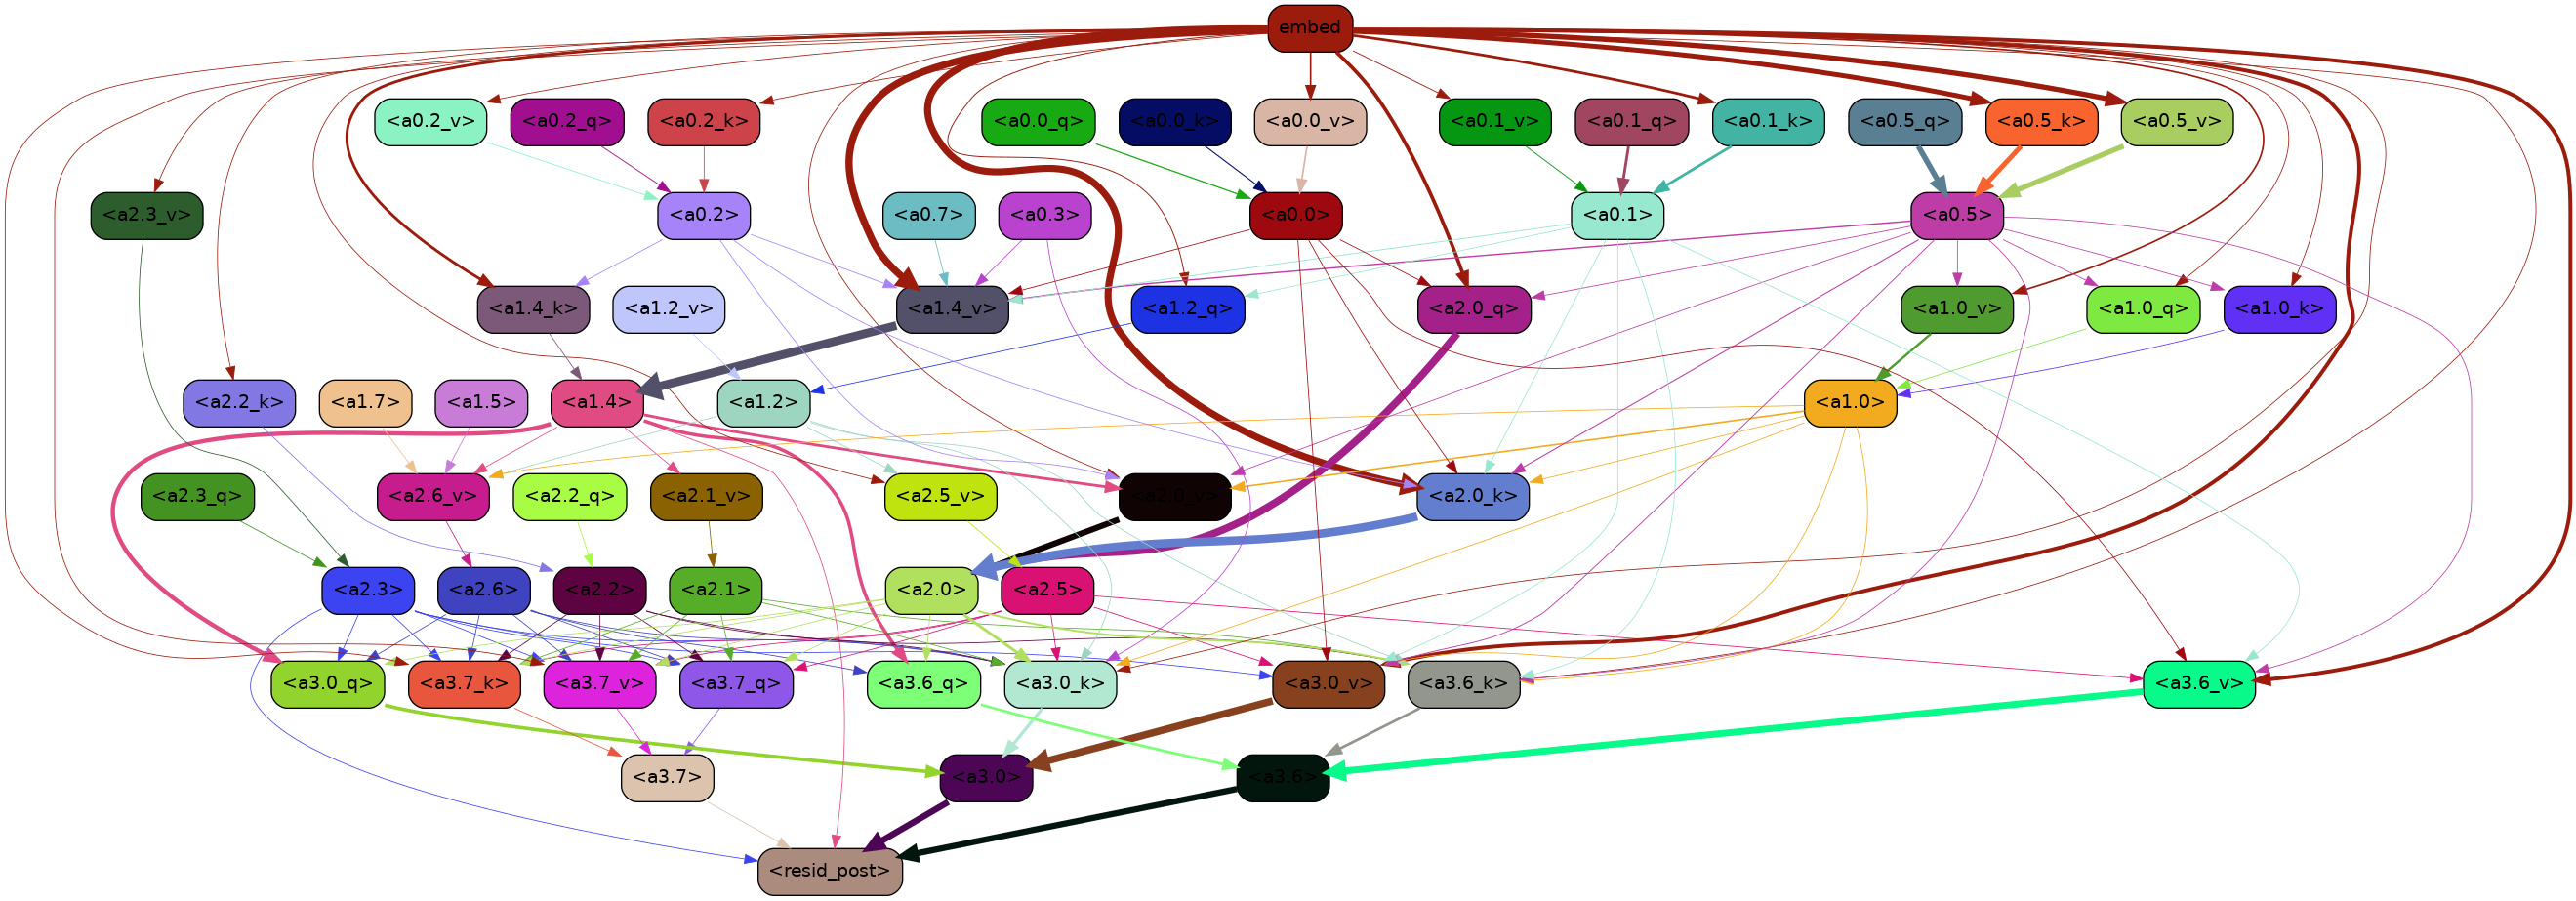 embed
<a0.2_v>
<a0.2_q>
<a0.2_k>
<a0.0_q>
<a0.0_k>
<a0.0_v>
<a0.1_v>
<a0.1_q>
<a0.1_k>
<a0.5_q>
<a0.5_k>
<a0.5_v>
<a2.3_v>
<a0.2>
<a0.7>
<a0.3>
<a0.0>
<a0.1>
<a0.5>
<a1.4_k>
<a1.2_v>
<a1.4_v>
<a1.2_q>
<a2.0_q>
<a1.0_v>
<a1.0_q>
<a1.0_k>
<a2.2_k>
<a1.7>
<a1.5>
<a1.4>
<a1.2>
<a1.0>
<a2.3_q>
<a2.6_v>
<a2.2_q>
<a2.1_v>
<a2.5_v>
<a2.0_v>
<a2.0_k>
<a2.3>
<a2.6>
<a2.2>
<a2.1>
<a2.0>
<a2.5>
<a3.0_q>
<a3.7_k>
<a3.7_v>
<a3.7_q>
<a3.6_q>
<a3.0_k>
<a3.0_v>
<a3.6_k>
<a3.6_v>
<a3.7>
<a3.0>
<a3.6>
<resid_post>